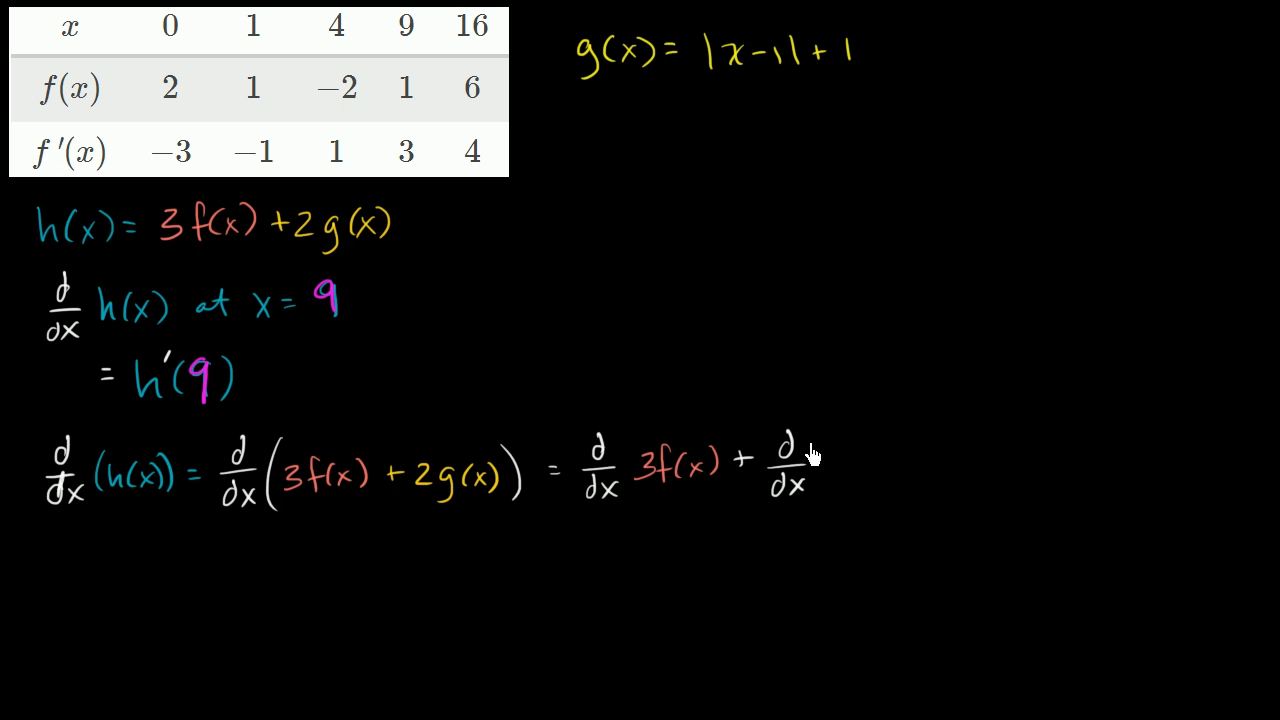 x 0 1 4 9 16
f(x) 2 1 −2 1 6
f′(x) −3 −1 1 3 4
g(x) = |x - 1| + 1
h(x) = 3f(x) + 2g(x)
d/dx h(x) at x = 9
= h'(9)
d/dx (h(x)) = d/dx (3f(x) + 2g(x)) = d/dx 3f(x) + d/dx